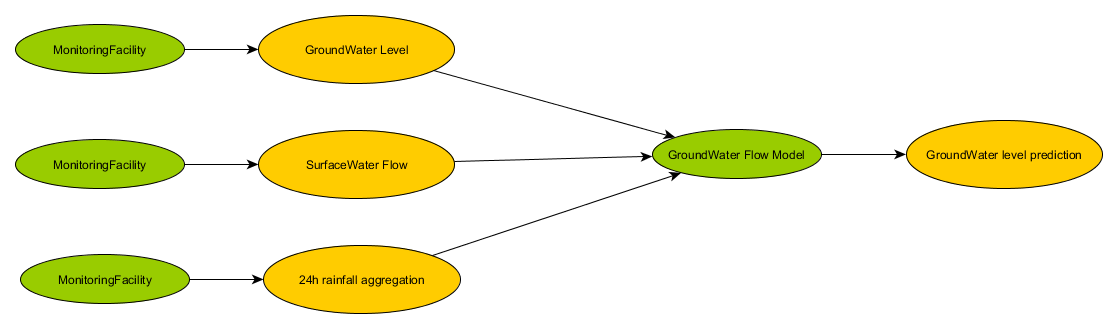 MonitoringFacility
GroundWater Level
MonitoringFacility
SurfaceWater Flow
GroundWater Flow Model
GroundWater level prediction
MonitoringFacility
24h rainfall aggregation